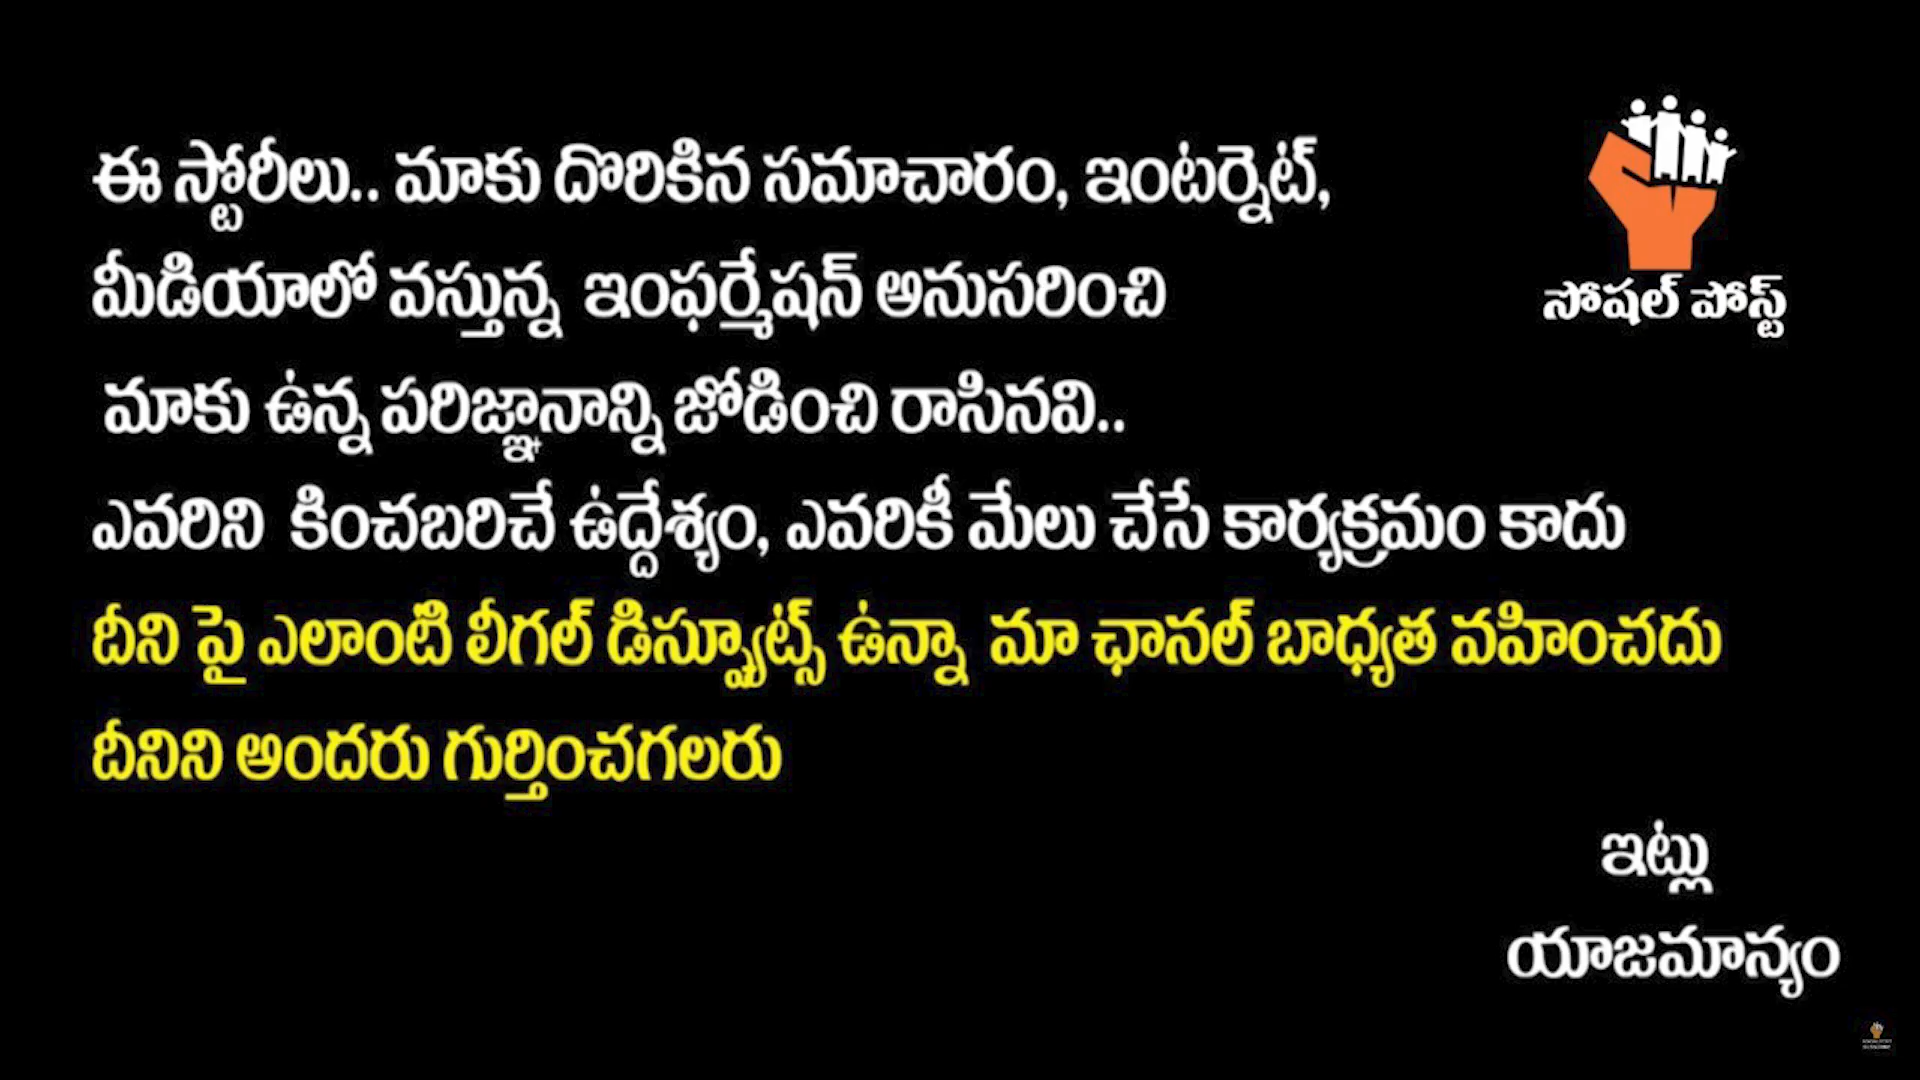 ఈ స్టోరీలు.. మాకు దొరికిన సమాచారం, ఇంటర్నెట్,
మీడియాలో వస్తున్న ఇంఫర్మేషన్ అనుసరించి
మాకు ఉన్న పరిజ్ఞానాన్ని జోడించి రాసినవి..
ఎవరిని కించబరిచే ఉద్దేశ్యం, ఎవరికీ మేలు చేసే కార్యక్రమం కాదు
దీని పై ఎలాంటి లీగల్ డిస్ప్యూట్స్ ఉన్నా మా ఛానల్ బాధ్యత వహించదు
దీనిని అందరు గుర్తించగలరు
ఇట్లు
యాజమాన్యం
సోషల్ పోస్ట్